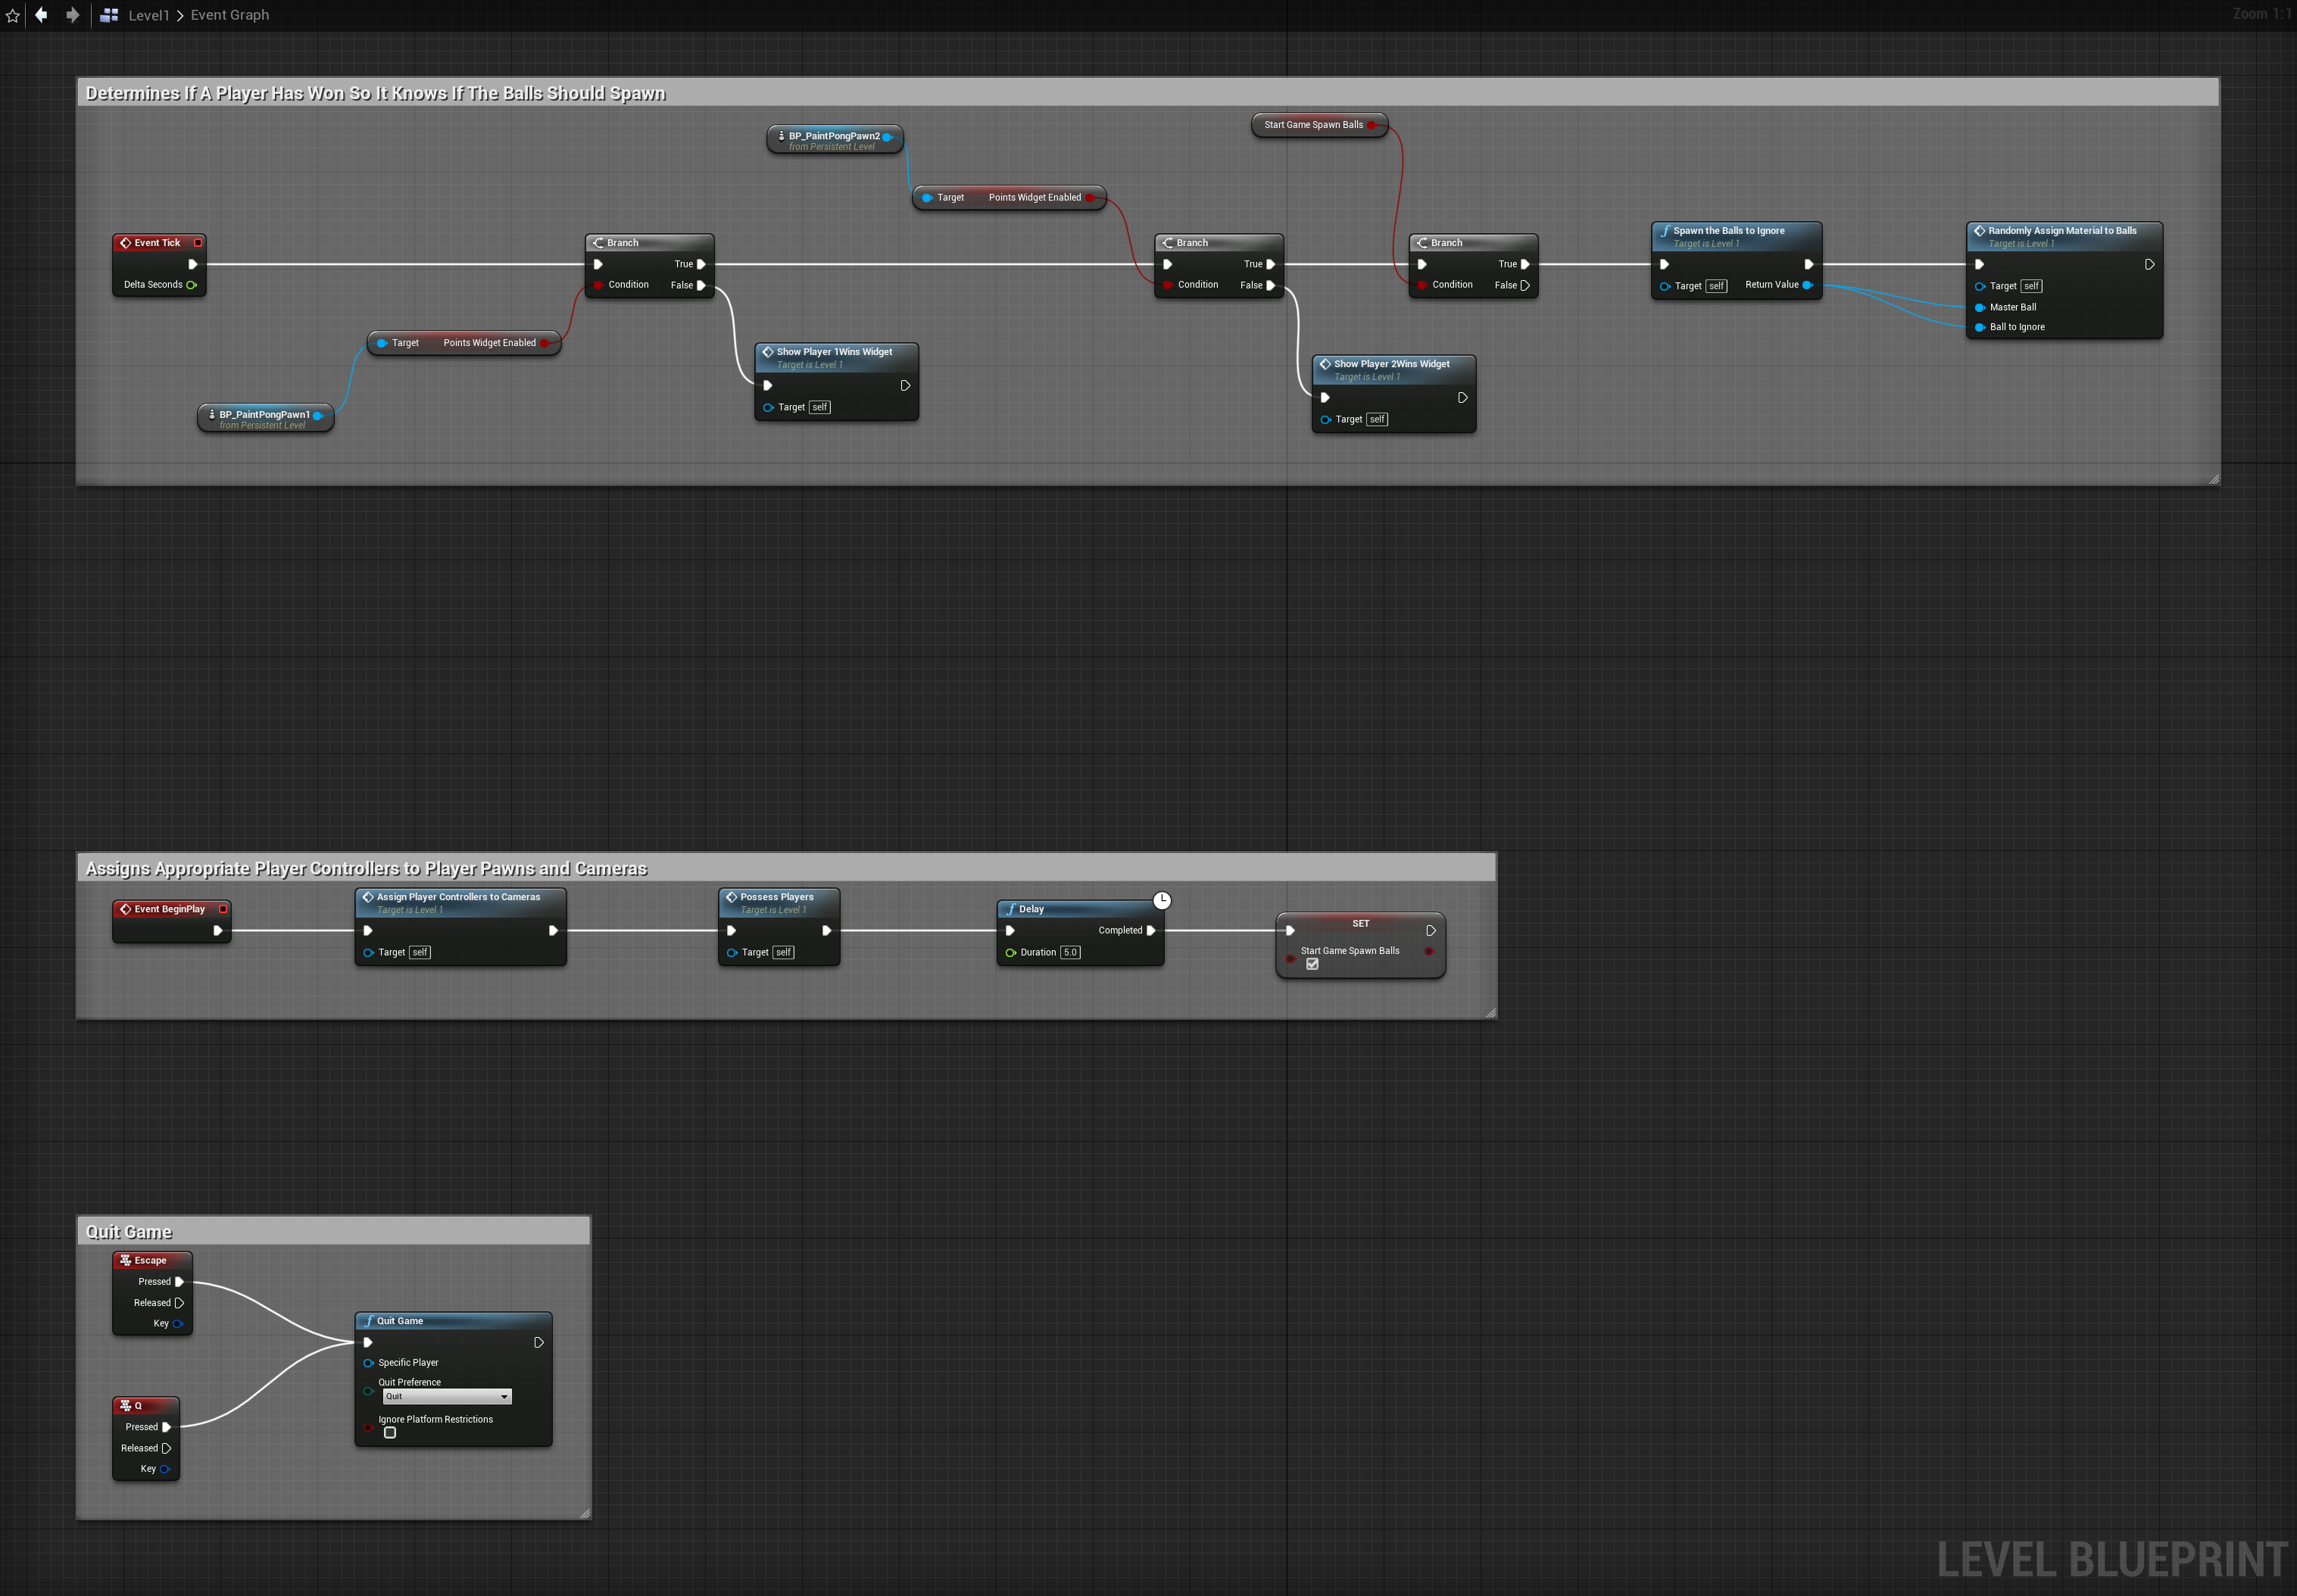 Level1 > Event Graph
Zoom 1:1
Determines If A Player Has Won So It Knows If The Balls Should Spawn
Start Game Spawn Balls
BP_PaintPongPawn2
from Persistent Level
Target Points Widget Enabled
Event Tick
Delta Seconds
Branch
True
Condition False
Branch
True
Condition False
Branch
True
Condition False
Spawn the Balls to Ignore
Target is Level 1
Target self Return Value
Randomly Assign Material to Balls
Target is Level 1
Target self
Master Ball
Ball to Ignore
Target Points Widget Enabled
Show Player 1Wins Widget
Target is Level 1
Target self
Show Player 2Wins Widget
Target is Level 1
Target self
BP_PaintPongPawn1
from Persistent Level
Assigns Appropriate Player Controllers to Player Pawns and Cameras
Event BeginPlay
Assign Player Controllers to Cameras
Target is Level 1
Target self
Possess Players
Target is Level 1
Target self
Delay
Completed
Duration 5.0
SET
Start Game Spawn Balls
Quit Game
Escape
Pressed
Released
Key
Quit Game
Specific Player
Quit Preference
Quit
Ignore Platform Restrictions
Q
Pressed
Released
Key
LEVEL BLUEPRINT